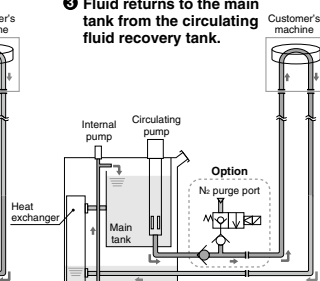 ❸ Fluid returns to the main
tank from the circulating
fluid recovery tank.
Customer's
machine
Internal
pump
Circulating
pump
Option
N2 purge port
Heat
exchanger
Main
tank